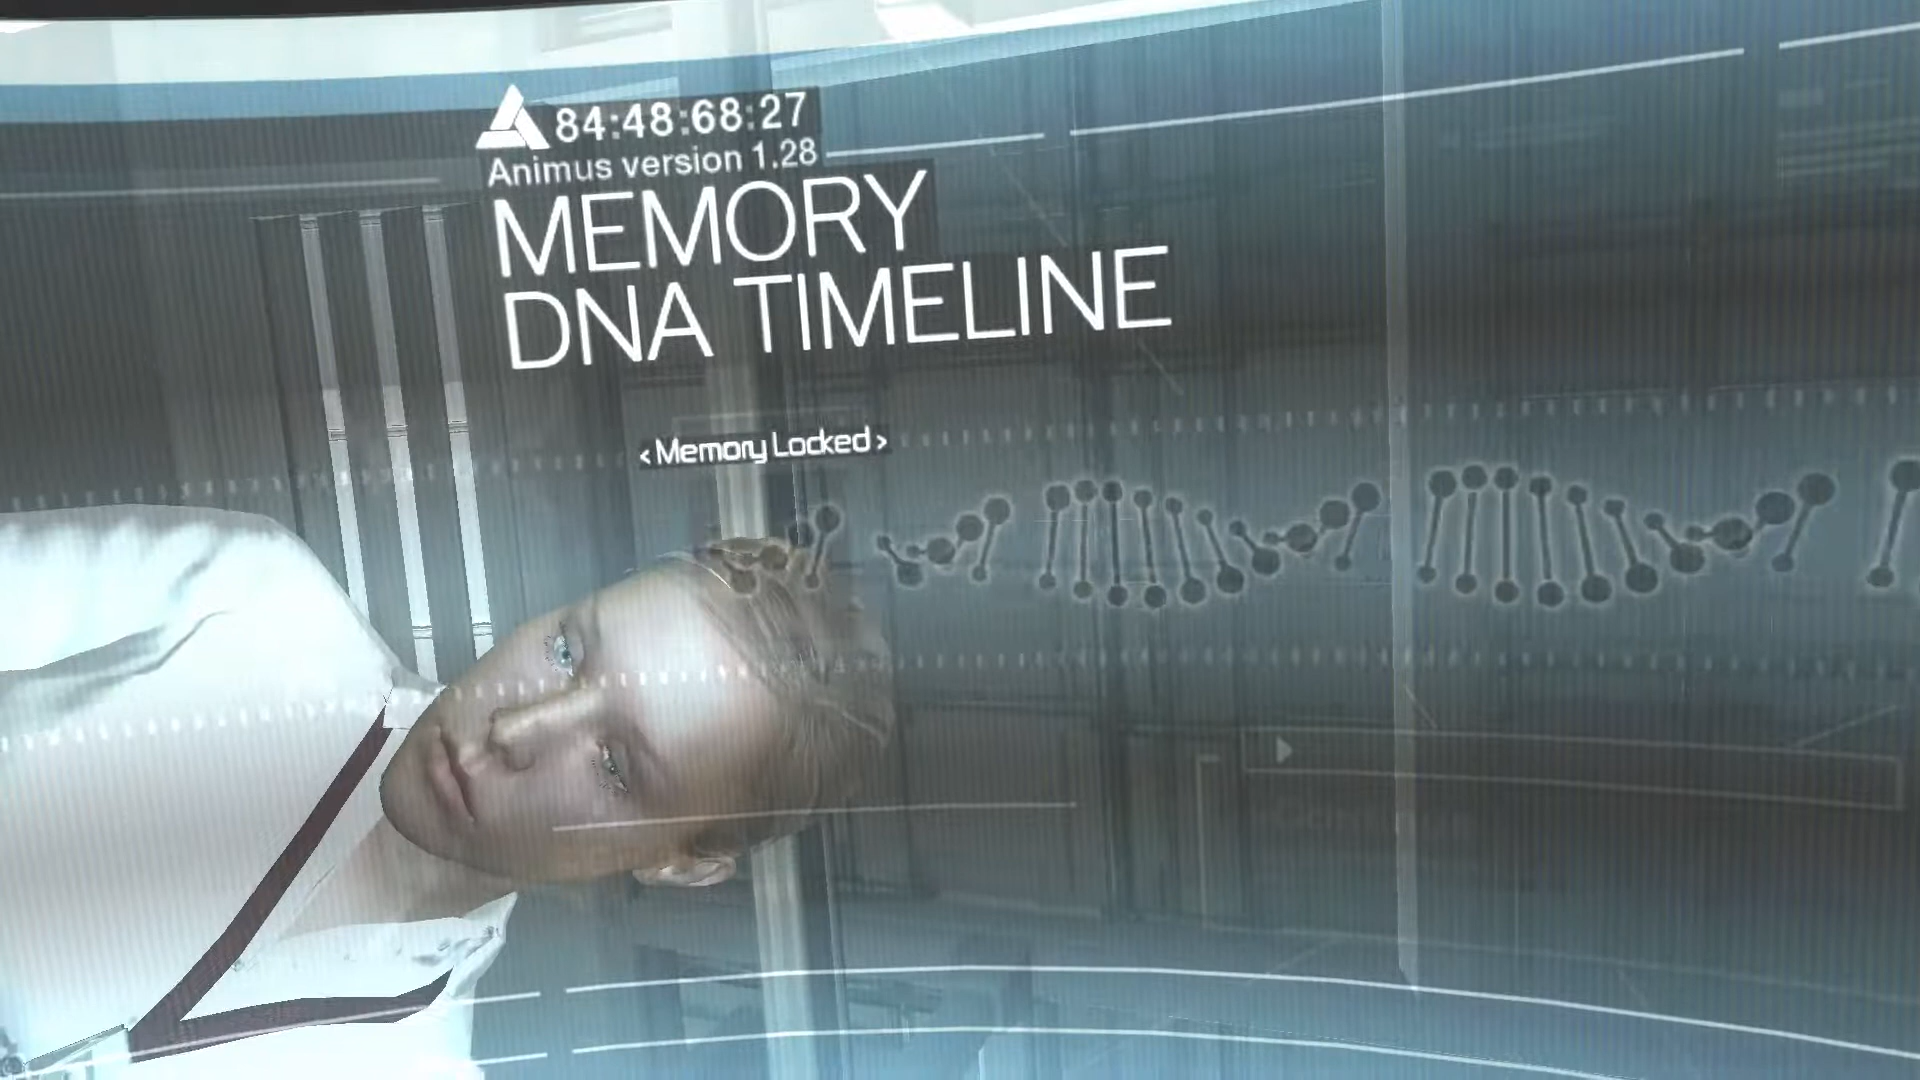 84:48:68:27
Animus version 1.28
MEMORY
DNA TIMELINE
< Memory Locked >